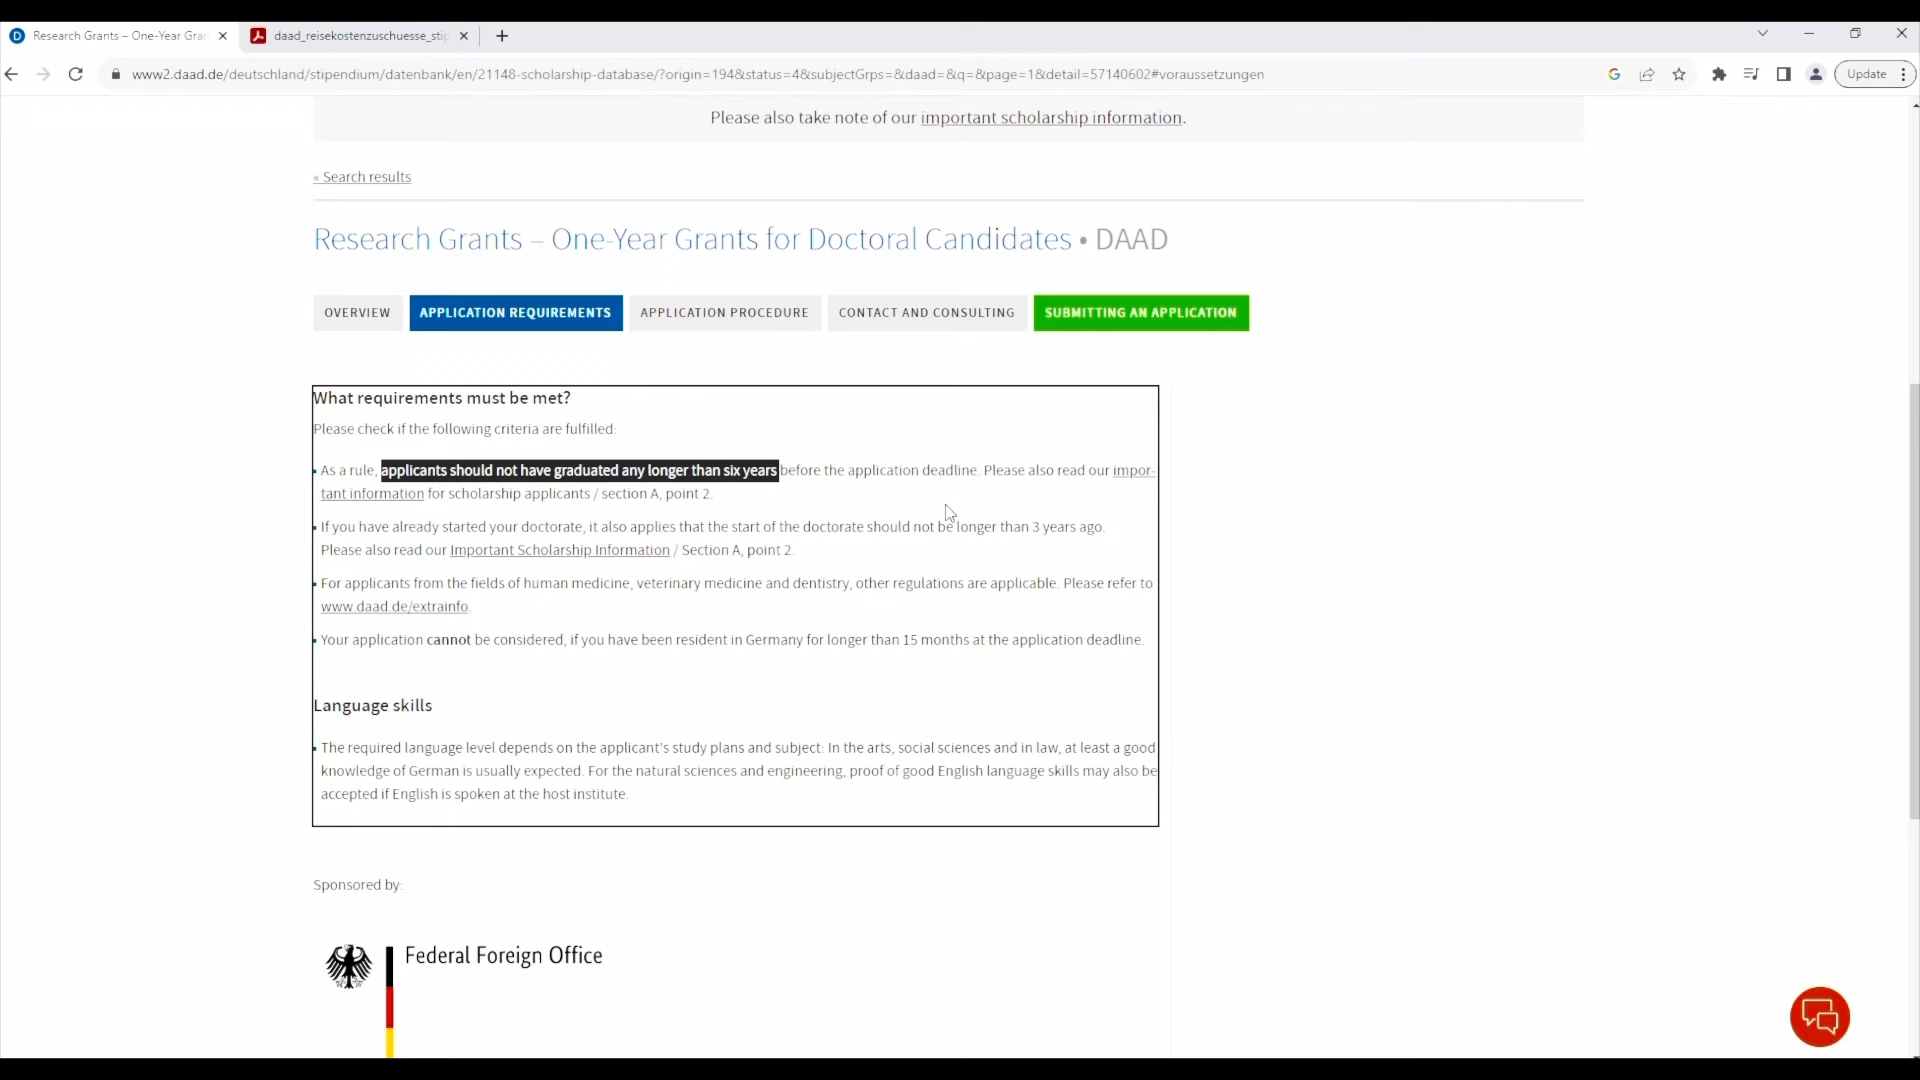 Research Grants – One-Year Gra
daad_reisekostenzuschuesse_stip
www2.daad.de/deutschland/stipendium/datenbank/en/21148-scholarship-database/?origin=194&status=4&subjectGrps=&daad=&q=&page=1&detail=57140602#voraussetzungen
Update
Please also take note of our important scholarship information.
« Search results
Research Grants – One-Year Grants for Doctoral Candidates • DAAD
OVERVIEW
APPLICATION REQUIREMENTS
APPLICATION PROCEDURE
CONTACT AND CONSULTING
SUBMITTING AN APPLICATION
What requirements must be met?
Please check if the following criteria are fulfilled:
As a rule, applicants should not have graduated any longer than six years before the application deadline. Please also read our impor-
tant information for scholarship applicants / section A, point 2.
If you have already started your doctorate, it also applies that the start of the doctorate should not be longer than 3 years ago.
Please also read our Important Scholarship Information / Section A, point 2.
For applicants from the fields of human medicine, veterinary medicine and dentistry, other regulations are applicable. Please refer to
www.daad.de/extrainfo.
Your application cannot be considered, if you have been resident in Germany for longer than 15 months at the application deadline.
Language skills
The required language level depends on the applicant's study plans and subject: In the arts, social sciences and in law, at least a good
knowledge of German is usually expected. For the natural sciences and engineering, proof of good English language skills may also be
accepted if English is spoken at the host institute.
Sponsored by:
Federal Foreign Office